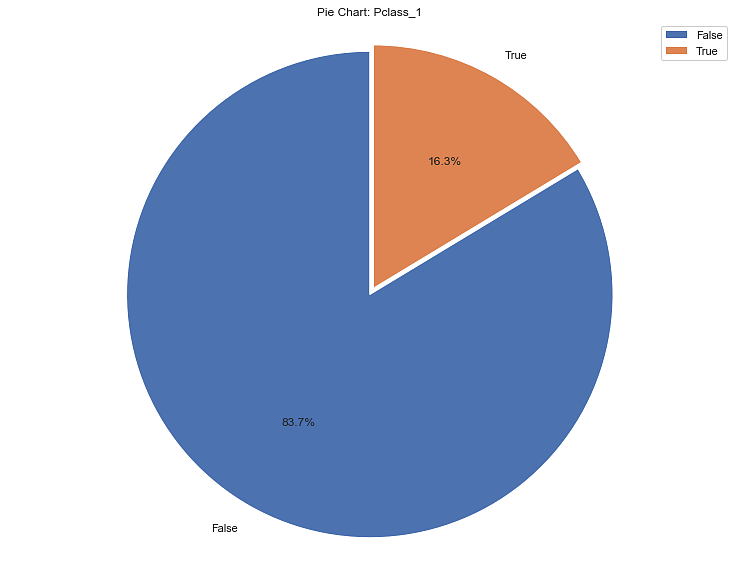 Pie Chart: Pclass_1
False
True
True
16.3%
83.7%
False